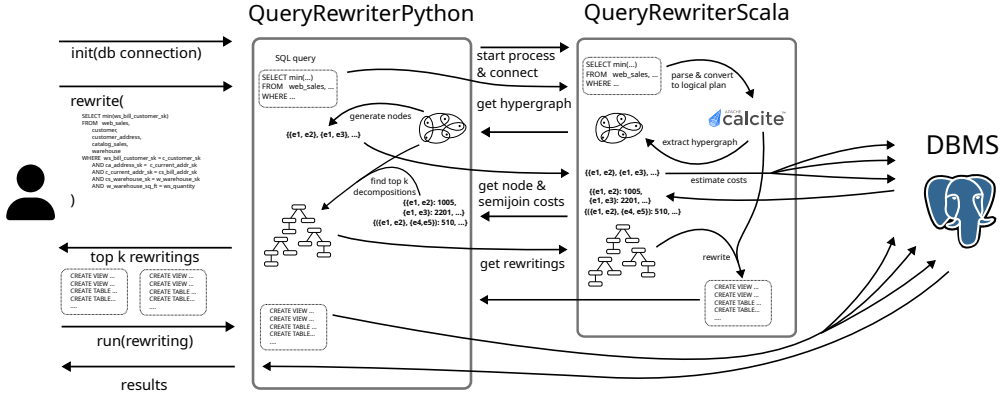 QueryRewriterPython
QueryRewriterScala
init(db connection)
rewrite(
SELECT min(ws_bill_customer_sk)
FROM web_sales,
customer,
customer_address,
catalog_sales,
warehouse
WHERE ws_bill_customer_sk = c_customer_sk
AND ca_address_sk = c_current_addr_sk
AND c_current_addr_sk = cs_bill_addr_sk
AND cs_warehouse_sk = w_warehouse_sk
AND w_warehouse_sq_ft = ws_quantity
)
top k rewritings
CREATE VIEW ...
CREATE VIEW ...
CREATE TABLE ...
CREATE TABLE...
....
CREATE VIEW ...
CREATE VIEW ...
CREATE TABLE ...
CREATE TABLE...
....
run(rewriting)
results
SQL query
SELECT min(...)
FROM web_sales, ...
WHERE ...
generate nodes
{{e1, e2}, {e1, e3}, ...}
find top k
decompositions
{{e1, e2}: 1005,
{e1, e3}: 2201, ...}
{({e1, e2}, {e4,e5}): 510, ...}
CREATE VIEW ...
CREATE VIEW ...
CREATE TABLE ...
CREATE TABLE...
....
start process
& connect
get hypergraph
get node &
semijoin costs
get rewritings
SELECT min(...)
FROM web_sales, ...
WHERE ...
parse & convert
to logical plan
APACHE
calcite
extract hypergraph
{{e1, e2}, {e1, e3}, ...}
estimate costs
{{e1, e2}: 1005,
{e1, e3}: 2201, ...}
{({e1, e2}, {e4, e5}): 510, ...}
rewrite
CREATE VIEW ...
CREATE VIEW ...
CREATE TABLE ...
CREATE TABLE...
....
DBMS